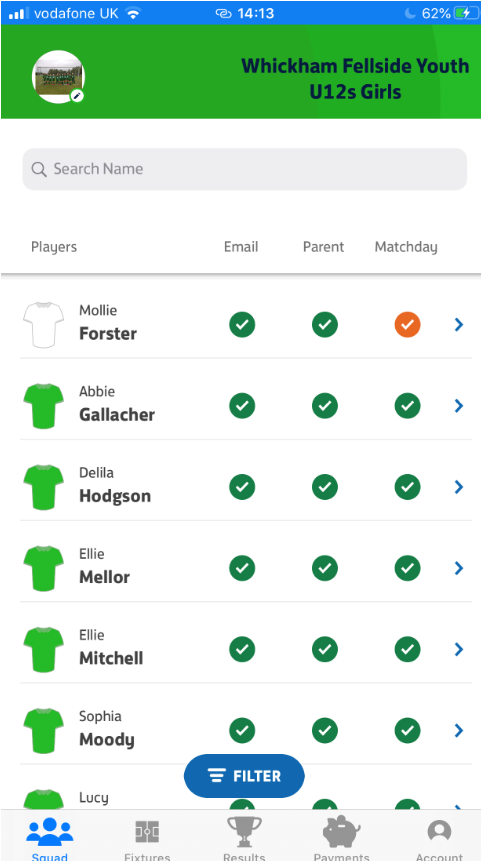 vodafone UK 14:13 62%
Whickham Fellside Youth
U12s Girls
Search Name
Players Email Parent Matchday
Mollie
Forster
Abbie
Gallacher
Delila
Hodgson
Ellie
Mellor
Ellie
Mitchell
Sophia
Moody
FILTER
Lucy
Squad Fixtures Results Payments Account